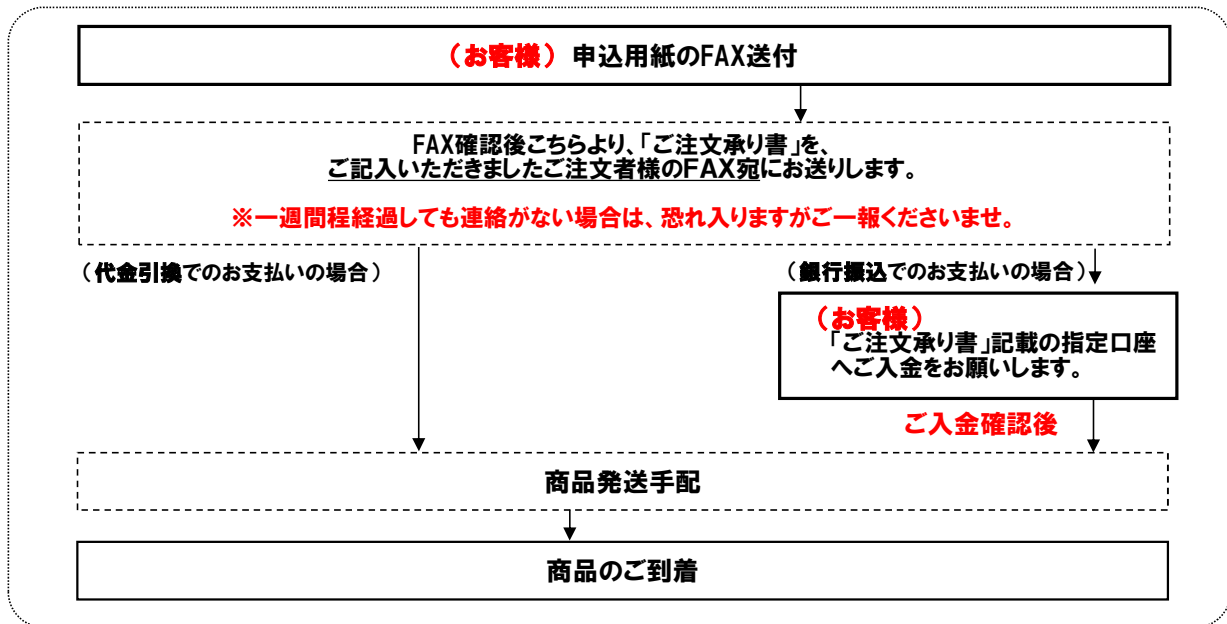 （お客様）申込用紙のFAX送付
FAX確認後こちらより、「ご注文承り書」を、
ご記入いただきましたご注文者様のFAX宛にお送りします。
※一週間程経過しても連絡がない場合は、恐れ入りますがご一報くださいませ。
（代金引換でのお支払いの場合）
（銀行振込でのお支払いの場合）
（お客様）
「ご注文承り書」記載の指定口座
へご入金をお願いします。
ご入金確認後
商品発送手配
商品のご到着